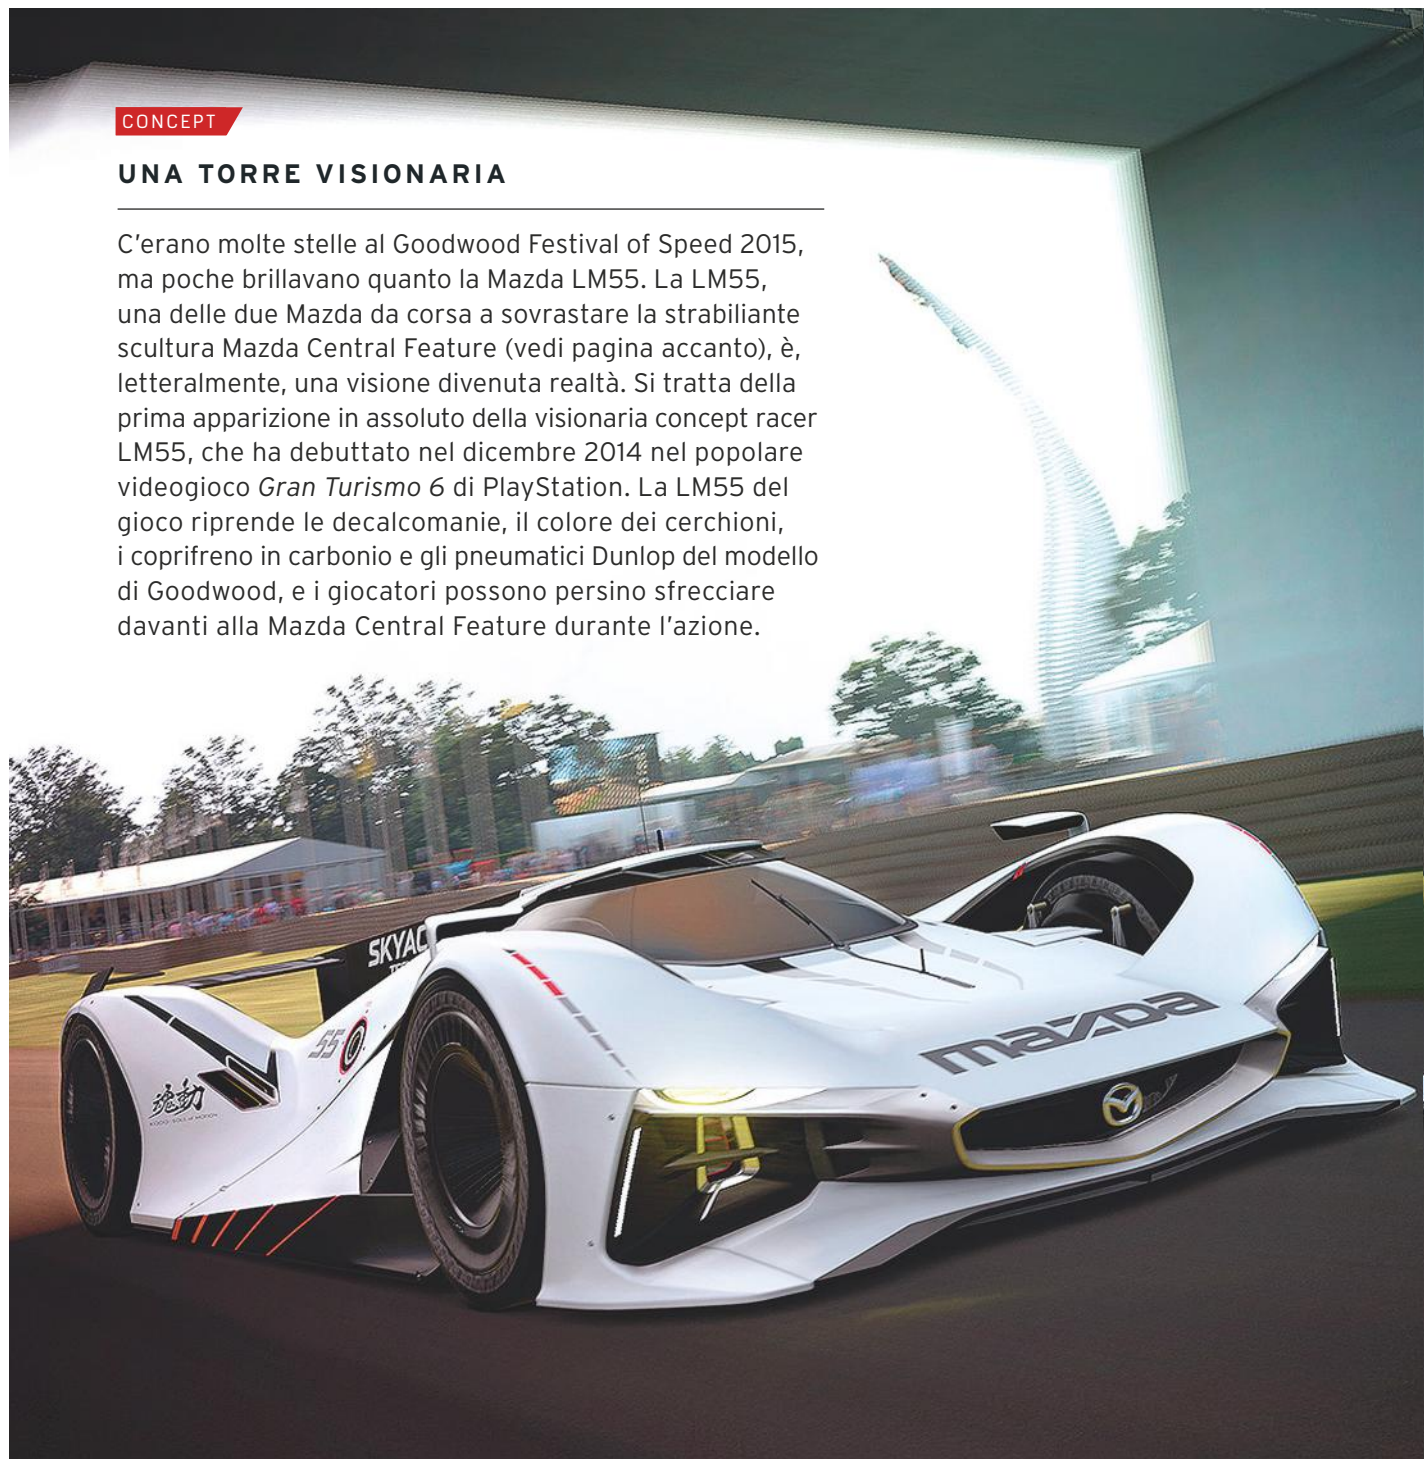 CONCEPT
UNA TORRE VISIONARIA
C’erano molte stelle al Goodwood Festival of Speed 2015,
ma poche brillavano quanto la Mazda LM55. La LM55,
una delle due Mazda da corsa a sovrastare la strabiliante
scultura Mazda Central Feature (vedi pagina accanto), è,
letteralmente, una visione divenuta realtà. Si tratta della
prima apparizione in assoluto della visionaria concept racer
LM55, che ha debuttato nel dicembre 2014 nel popolare
videogioco Gran Turismo 6 di PlayStation. La LM55 del
gioco riprende le decalcomanie, il colore dei cerchioni,
i coprifreno in carbonio e gli pneumatici Dunlop del modello
di Goodwood, e i giocatori possono persino sfrecciare
davanti alla Mazda Central Feature durante l’azione.
SKYAC
55
mazda
魂動
KODO: SOUL of MOTION